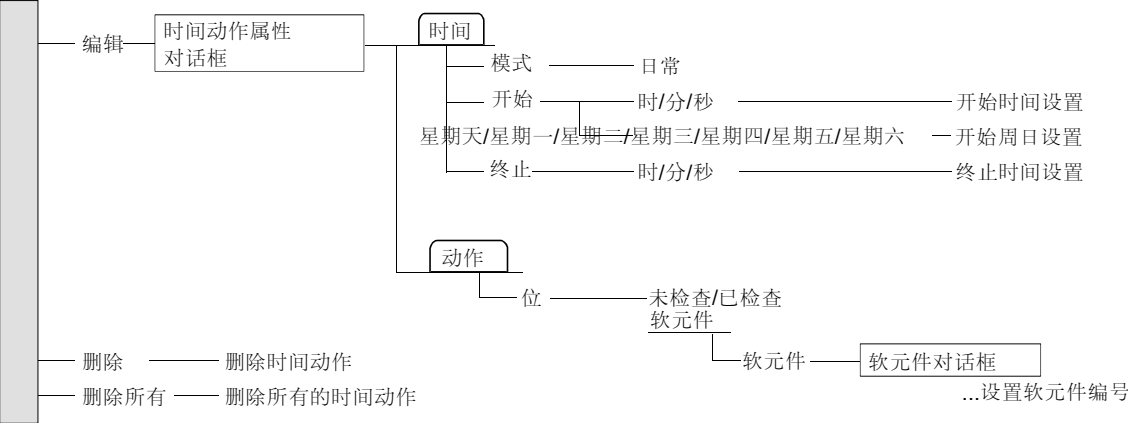 编辑 时间动作属性 时间
对话框
模式 日常
开始 时/分/秒 开始时间设置
星期天/星期一/星期二/星期三/星期四/星期五/星期六 开始周日设置
终止 时/分/秒 终止时间设置
动作
位 未检查/已检查
软元件
删除 删除时间动作 软元件 软元件对话框
删除所有 删除所有的时间动作 ...设置软元件编号